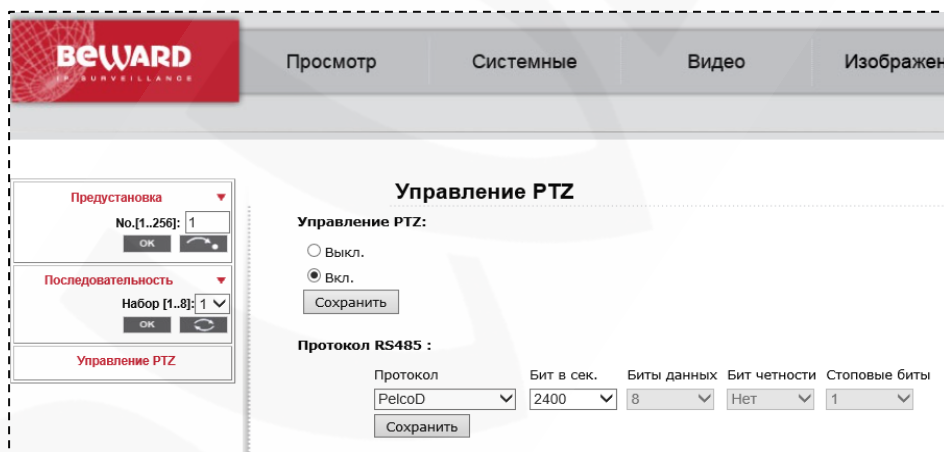 BEWARD
IP SURVEILLANCE
Просмотр Системные Видео Изображен
Предустановка
No.[1..256]: 1
OK
Последовательность
Набор [1..8]: 1
OK
Управление PTZ
Управление PTZ
Управление PTZ:
Выкл.
Вкл.
Сохранить
Протокол RS485 :
Протокол Бит в сек. Биты данных Бит четности Стоповые биты
PelcoD 2400 8 Нет 1
Сохранить